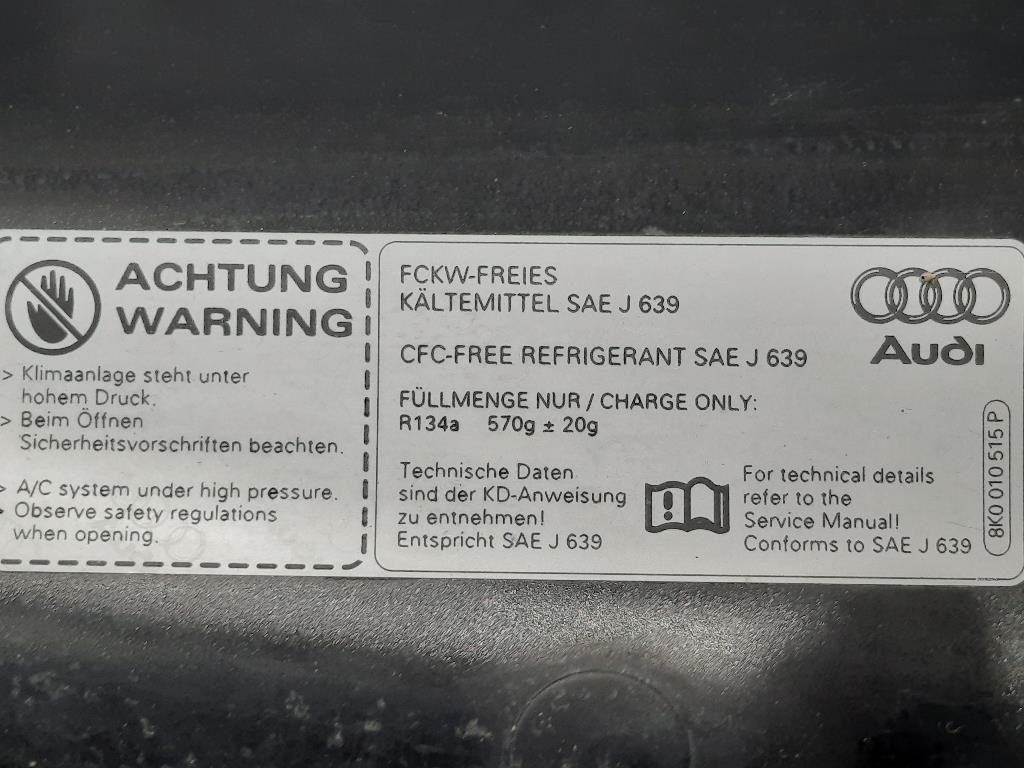 ACHTUNG
WARNING
> Klimaanlage steht unter
hohem Druck.
> Beim Öffnen
Sicherheitsvorschriften beachten.
> A/C system under high pressure.
> Observe safety regulations
when opening.
FCKW-FREIES
KÄLTEMITTEL SAE J 639
CFC-FREE REFRIGERANT SAE J 639
FÜLLMENGE NUR / CHARGE ONLY:
R134a 570g ± 20g
Technische Daten
sind der KD-Anweisung
zu entnehmen!
Entspricht SAE J 639
For technical details
refer to the
Service Manual!
Conforms to SAE J 639
Audi
8K0 010 515 P